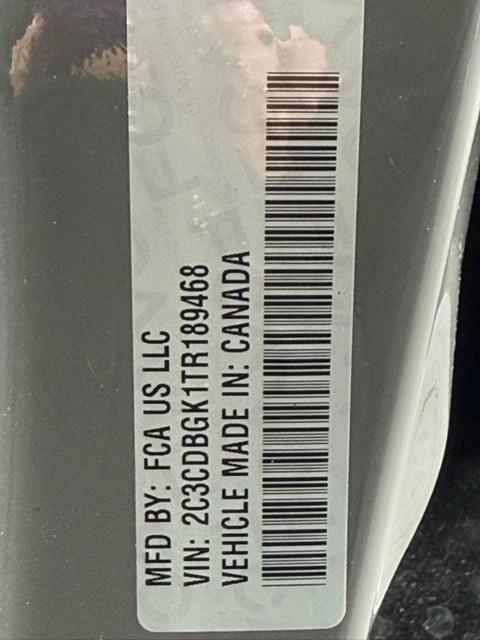 MFD BY: FCA US LLC
VIN: 2C3CDBGK1TR189468
VEHICLE MADE IN: CANADA